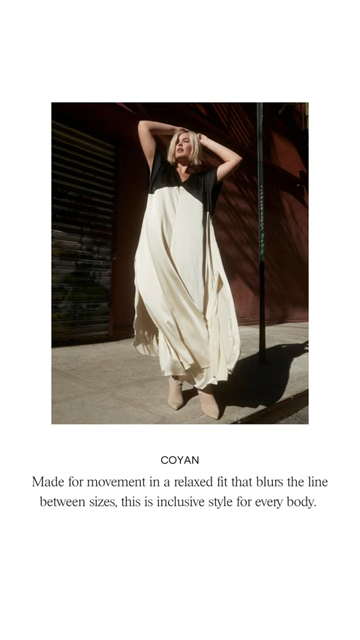 COYAN
Made for movement in a relaxed fit that blurs the line
between sizes, this is inclusive style for every body.